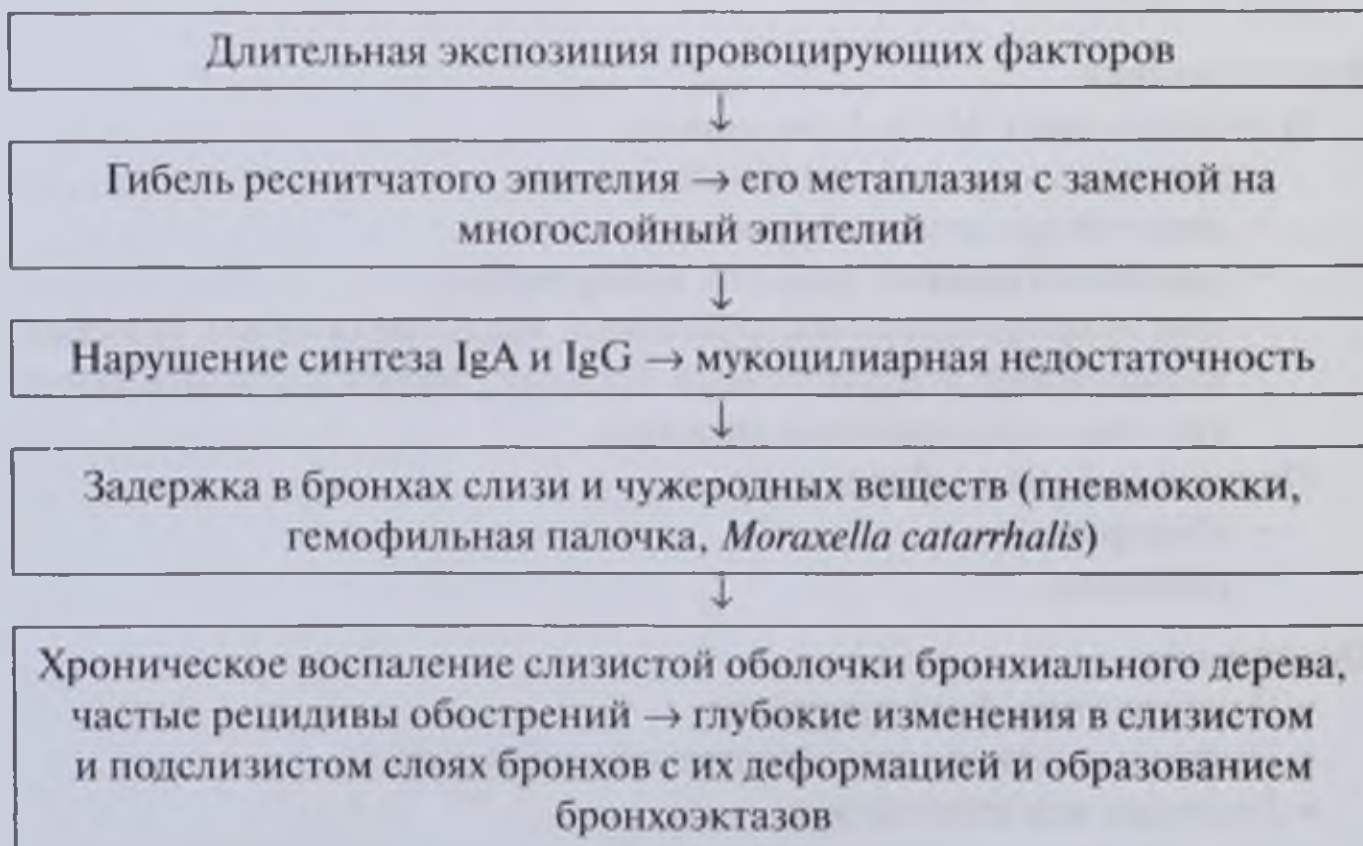 Длительная экспозиция провоцирующих факторов
↓
Гибель реснитчатого эпителия → его метаплазия с заменой на
многослойный эпителий
↓
Нарушение синтеза IgA и IgG → мукоцилиарная недостаточность
↓
Задержка в бронхах слизи и чужеродных веществ (пневмококки,
гемофильная палочка, Moraxella catarrhalis)
↓
Хроническое воспаление слизистой оболочки бронхиального дерева,
частые рецидивы обострений → глубокие изменения в слизистом
и подслизистом слоях бронхов с их деформацией и образованием
бронхоэктазов